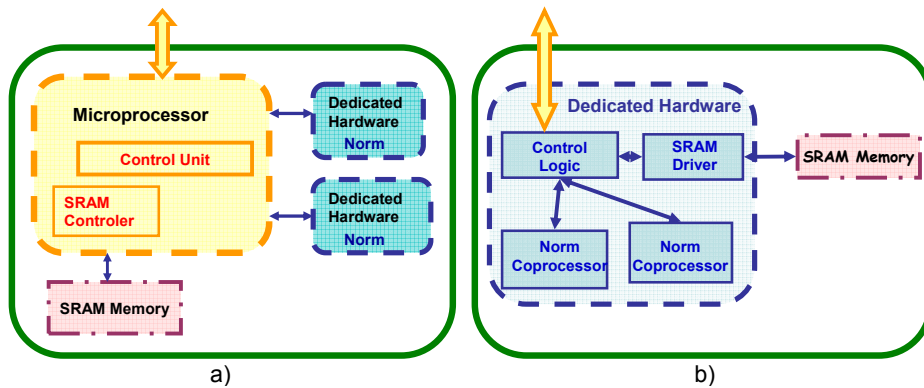 Microprocessor
Control Unit
SRAM
Controler
SRAM Memory
Dedicated
Hardware
Norm
Dedicated
Hardware
Norm
a)
Dedicated Hardware
Control
Logic
SRAM
Driver
SRAM Memory
Norm
Coprocessor
Norm
Coprocessor
b)